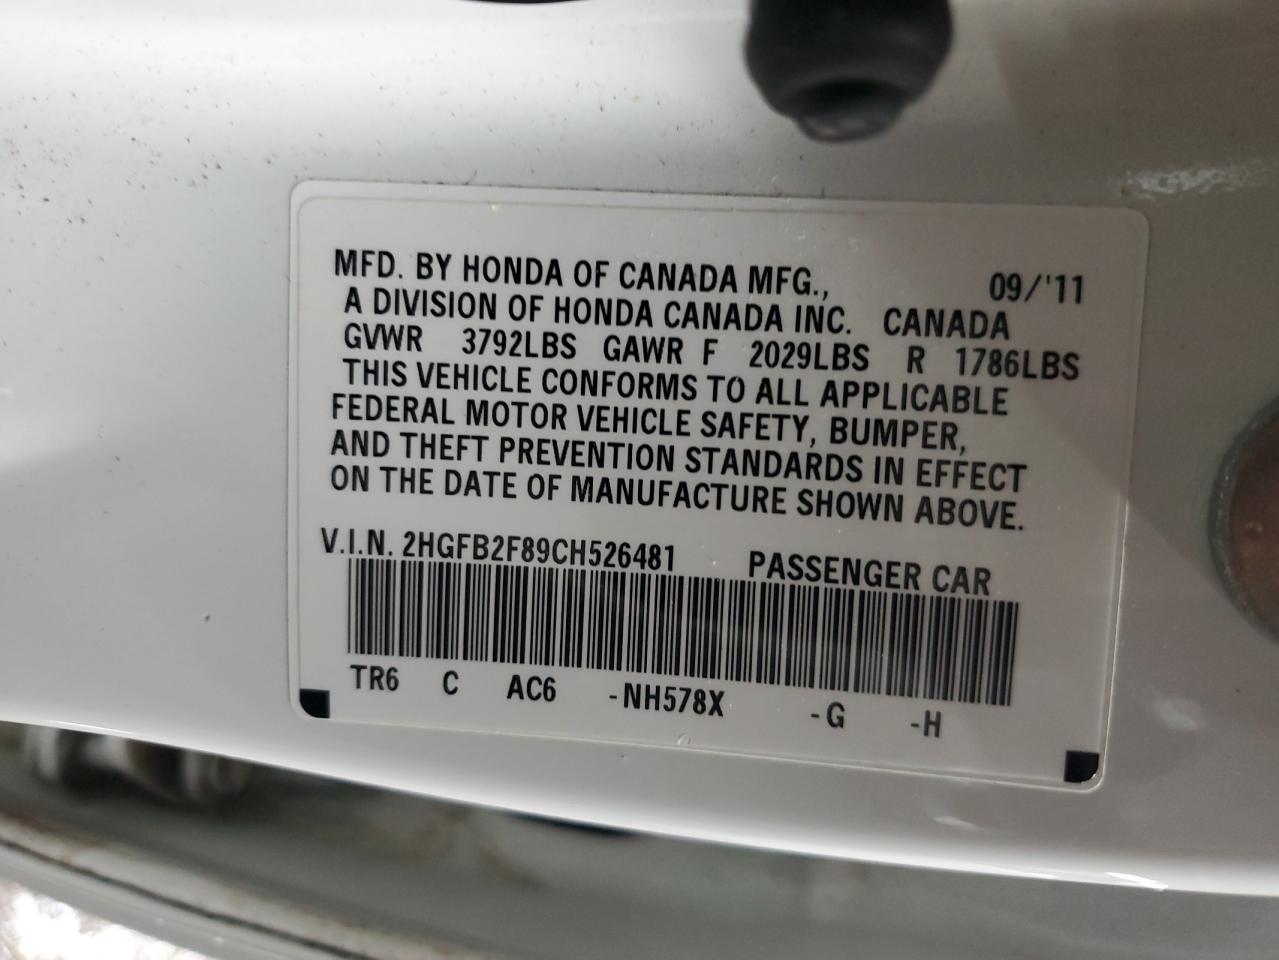 MFD. BY HONDA OF CANADA MFG., 09/'11
A DIVISION OF HONDA CANADA INC. CANADA
GVWR 3792LBS GAWR F 2029LBS R 1786LBS
THIS VEHICLE CONFORMS TO ALL APPLICABLE
FEDERAL MOTOR VEHICLE SAFETY, BUMPER,
AND THEFT PREVENTION STANDARDS IN EFFECT
ON THE DATE OF MANUFACTURE SHOWN ABOVE.
V.I.N. 2HGFB2F89CH526481 PASSENGER CAR
TR6 C AC6 -NH578X -G -H